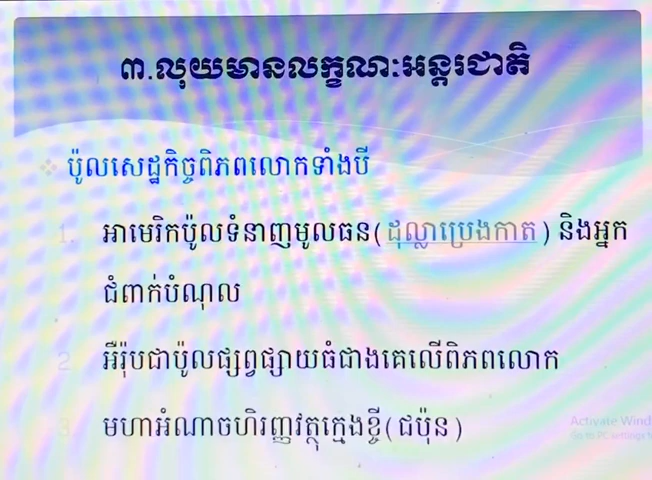 ៣.លុយមានលក្ខណៈអន្តរជាតិ
ប៉ូលសេដ្ឋកិច្ចពិភពលោកទាំងបី
1. អាមេរិកប៉ូលទំនាញមូលធន(ដុល្លាប្រេងកាត) និងអ្នក
ជំពាក់បំណុល
2 អឺរ៉ុបជាប៉ូលផ្សព្វផ្សាយធំជាងគេលើពិភពលោក
3. មហាអំណាចហិរញ្ញវត្ថុក្មេងខ្ចី(ជប៉ុន)
Activate Wind
Go to PC settings t